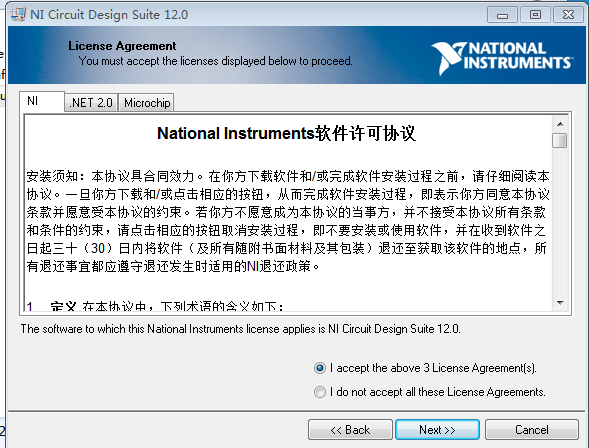 NI Circuit Design Suite 12.0
License Agreement
You must accept the licenses displayed below to proceed.
NATIONAL
INSTRUMENTS
NI
.NET 2.0
Microchip
National Instruments软件许可协议
安装须知：本协议具合同效力。在你方下载软件和/或完成软件安装过程之前，请仔细阅读本
协议。一旦你方下载和/或点击相应的按钮，从而完成软件安装过程，即表示你方同意本协议
条款并愿意受本协议的约束。若你方不愿意成为本协议的当事方，并不接受本协议所有条款
和条件的约束，请点击相应的按钮取消安装过程，即不要安装或使用软件，并在收到软件之
日起三十（30）日内将软件（及所有随附书面材料及其包装）退还至获取该软件的地点，所
有退还事宜都应遵守退还发生时适用的NI退还政策。
1. 定义 在本协议中，下列术语的含义如下：
The software to which this National Instruments license applies is NI Circuit Design Suite 12.0.
I accept the above 3 License Agreement(s).
I do not accept all these License Agreements.
<< Back
Next >>
Cancel